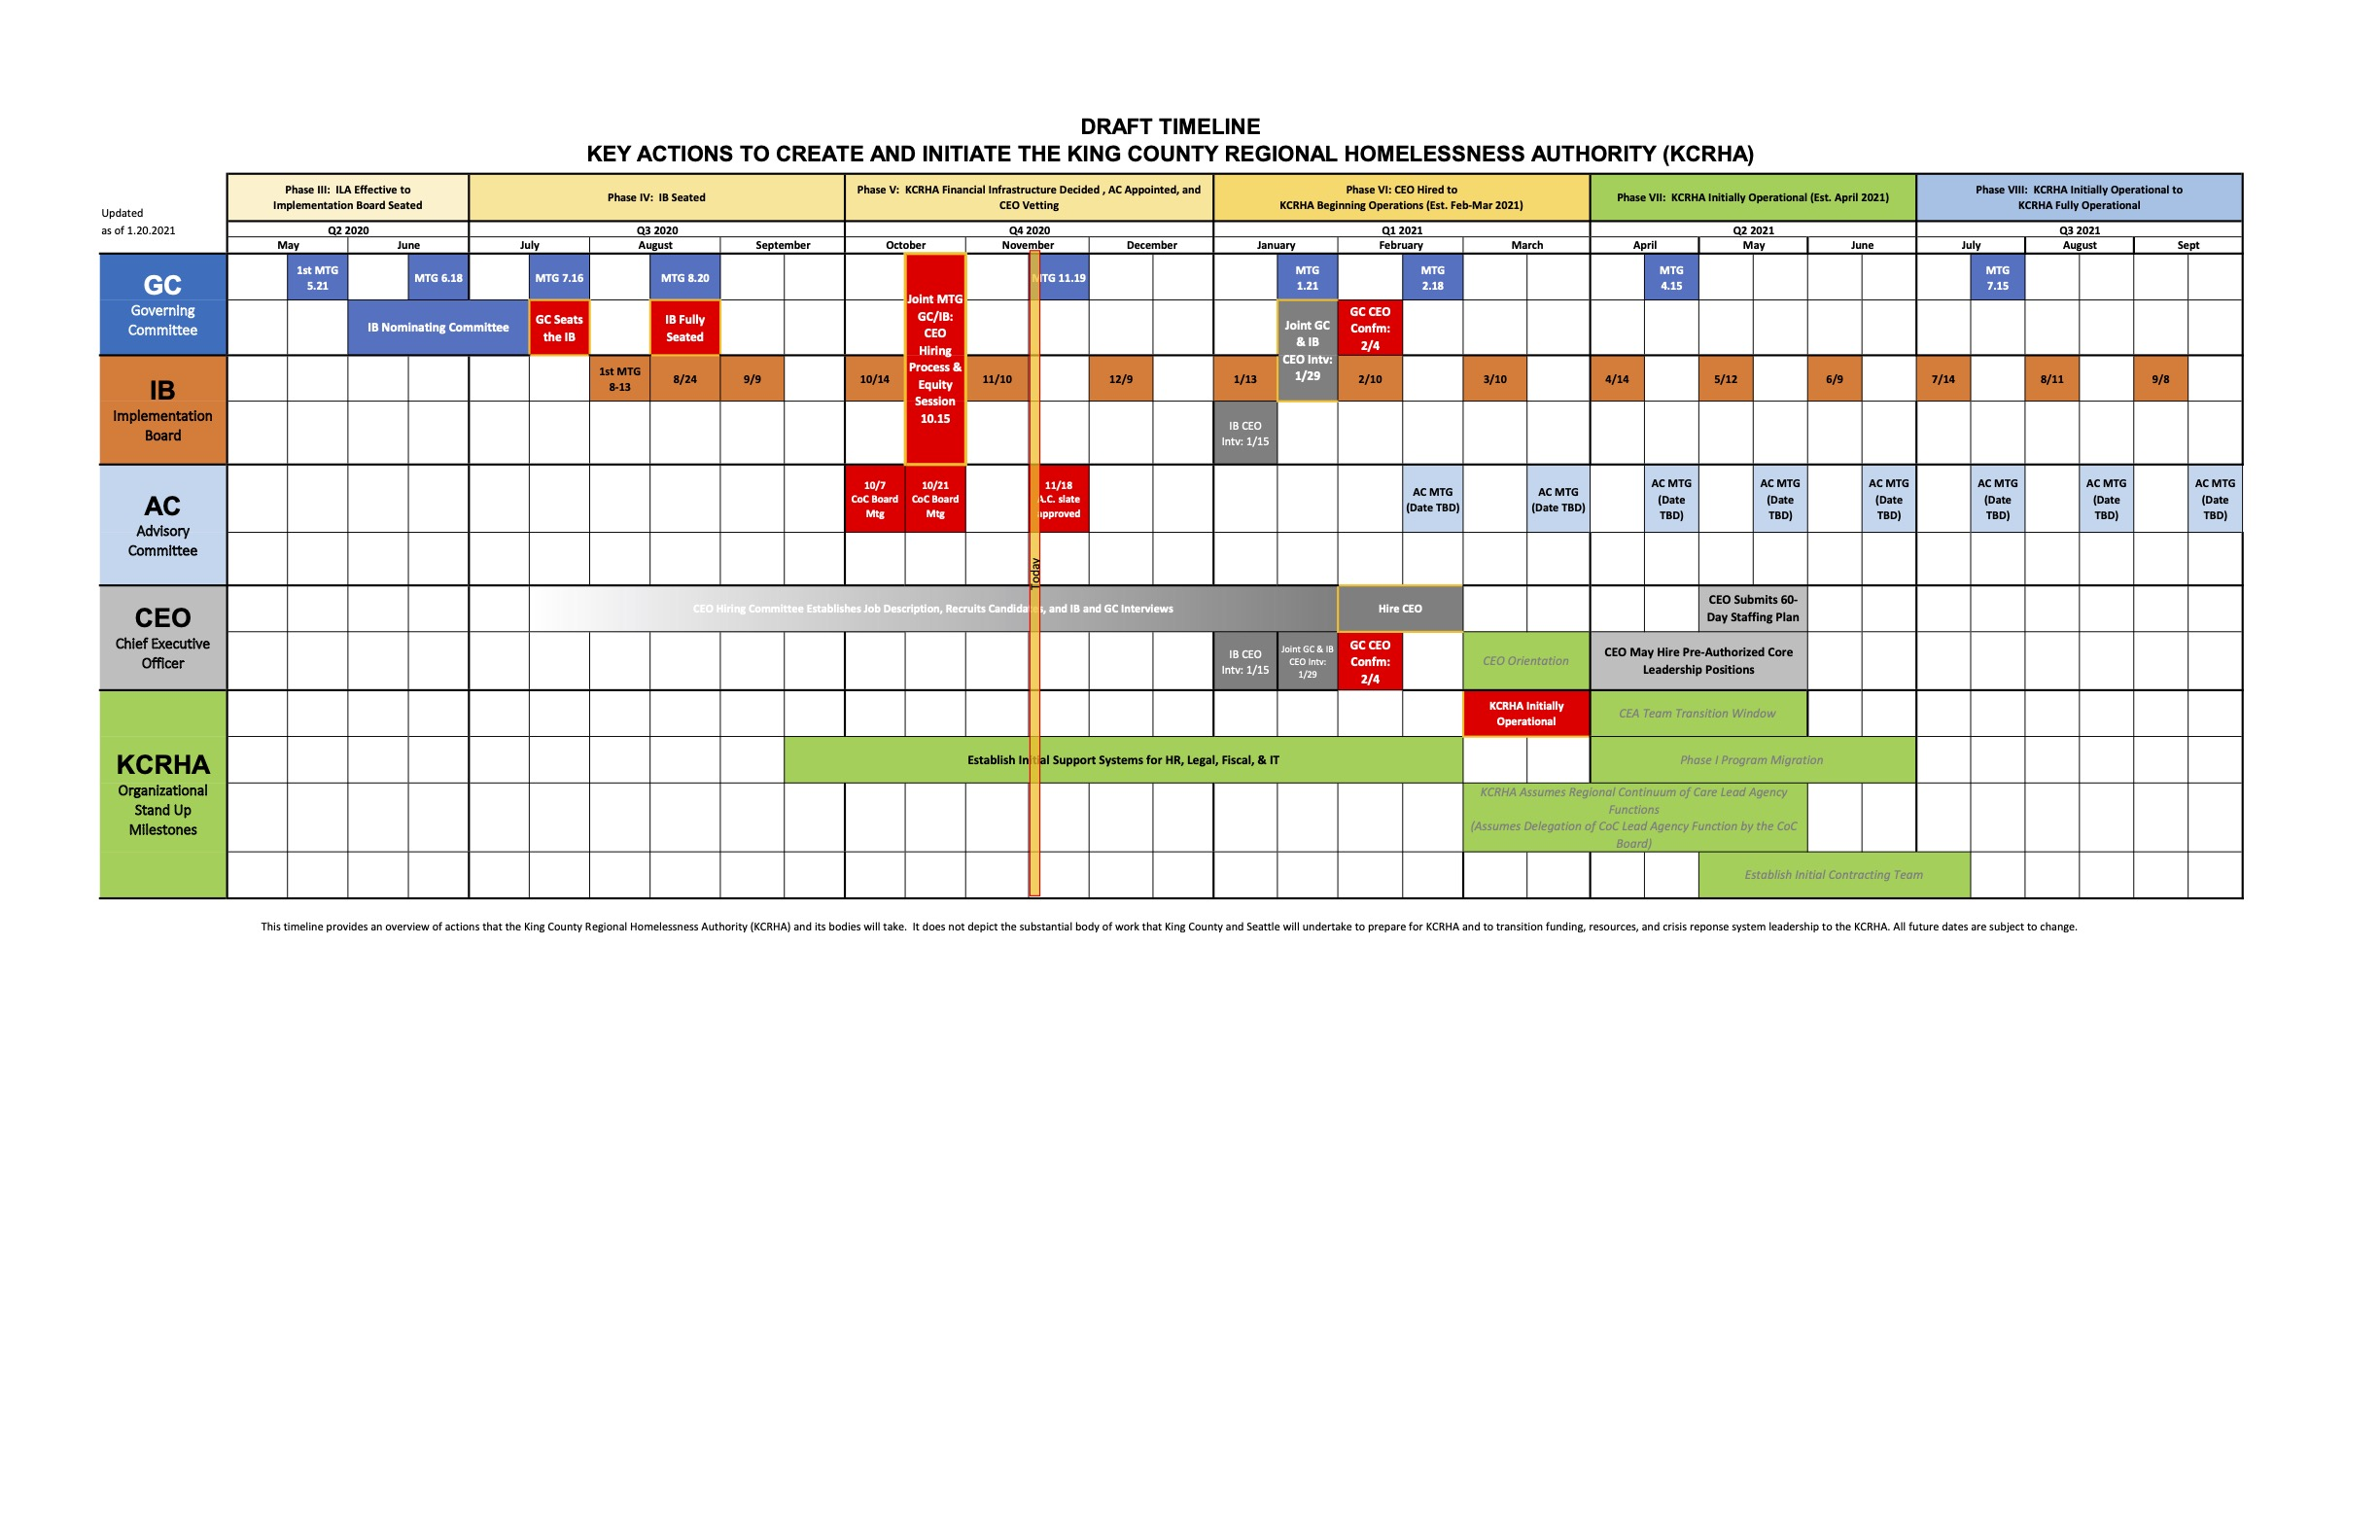 DRAFT TIMELINE
KEY ACTIONS TO CREATE AND INITIATE THE KING COUNTY REGIONAL HOMELESSNESS AUTHORITY (KCRHA)
Updated
as of 1.20.2021
Phase III:  ILA Effective to
Implementation Board Seated
Phase IV:  IB Seated
Phase V:  KCRHA Financial Infrastructure Decided , AC Appointed, and
CEO Vetting
Phase VI: CEO Hired to
KCRHA Beginning Operations (Est. Feb-Mar 2021)
Phase VII:  KCRHA Initially Operational (Est. April 2021)
Phase VIII:  KCRHA Initially Operational to
KCRHA Fully Operational
Q2 2020
Q3 2020
Q4 2020
Q1 2021
Q2 2021
Q3 2021
May
June
July
August
September
October
November
December
January
February
March
April
May
June
July
August
Sept
GC
Governing
Committee
1st MTG
5.21
MTG 6.18
MTG 7.16
MTG 8.20
MTG 11.19
MTG
1.21
MTG
2.18
MTG
4.15
MTG
7.15
IB Nominating Committee
GC Seats
the IB
IB Fully
Seated
Joint MTG
GC/IB:
CEO
Hiring
Process &
Equity
Session
10.15
Joint GC
& IB
CEO Intv:
1/29
GC CEO
Confm:
2/4
IB
Implementation
Board
1st MTG
8-13
8/24
9/9
10/14
11/10
12/9
1/13
2/10
3/10
4/14
5/12
6/9
7/14
8/11
9/8
IB CEO
Intv: 1/15
AC
Advisory
Committee
10/7
CoC Board
Mtg
10/21
CoC Board
Mtg
11/18
A.C. slate
approved
AC MTG
(Date TBD)
AC MTG
(Date TBD)
AC MTG
(Date
TBD)
AC MTG
(Date
TBD)
AC MTG
(Date
TBD)
AC MTG
(Date
TBD)
AC MTG
(Date
TBD)
AC MTG
(Date
TBD)
Today
CEO
Chief Executive
Officer
CEO Hiring Committee Establishes Job Description, Recruits Candidates, and IB and GC Interviews
Hire CEO
CEO Submits 60-
Day Staffing Plan
IB CEO
Intv: 1/15
Joint GC & IB
CEO Intv:
1/29
GC CEO
Confm:
2/4
CEO Orientation
CEO May Hire Pre-Authorized Core
Leadership Positions
KCRHA
Organizational
Stand Up
Milestones
KCRHA Initially
Operational
CEA Team Transition Window
Establish Initial Support Systems for HR, Legal, Fiscal, & IT
Phase I Program Migration
KCRHA Assumes Regional Continuum of Care Lead Agency
Functions
(Assumes Delegation of CoC Lead Agency Function by the CoC
Board)
Establish Initial Contracting Team
This timeline provides an overview of actions that the King County Regional Homelessness Authority (KCRHA) and its bodies will take.  It does not depict the substantial body of work that King County and Seattle will undertake to prepare for KCRHA and to transition funding, resources, and crisis reponse system leadership to the KCRHA. All future dates are subject to change.